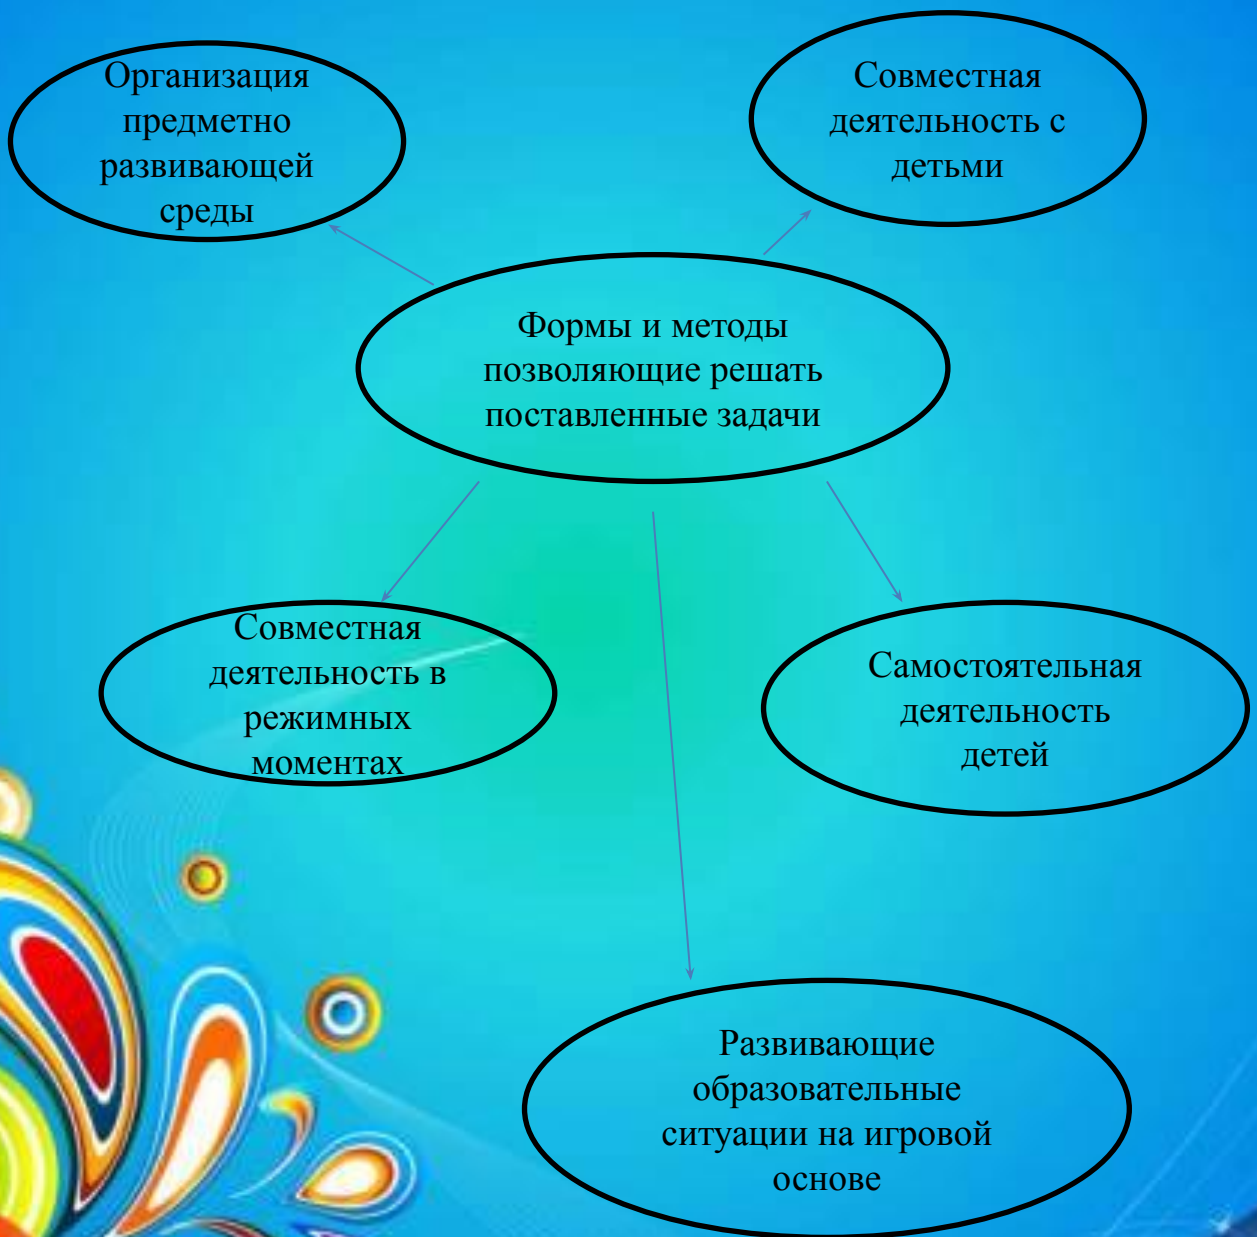 Организация
предметно
развивающей
среды
Совместная
деятельность с
детьми
Формы и методы
позволяющие решать
поставленные задачи
Совместная
деятельность в
режимных
моментах
Самостоятельная
деятельность
детей
Развивающие
образовательные
ситуации на игровой
основе